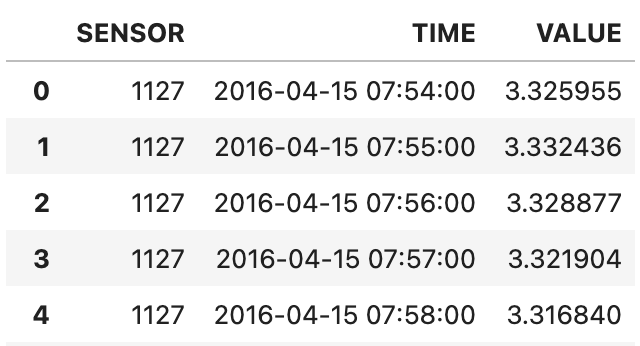 SENSOR TIME VALUE
0 1127 2016-04-15 07:54:00 3.325955
1 1127 2016-04-15 07:55:00 3.332436
2 1127 2016-04-15 07:56:00 3.328877
3 1127 2016-04-15 07:57:00 3.321904
4 1127 2016-04-15 07:58:00 3.316840